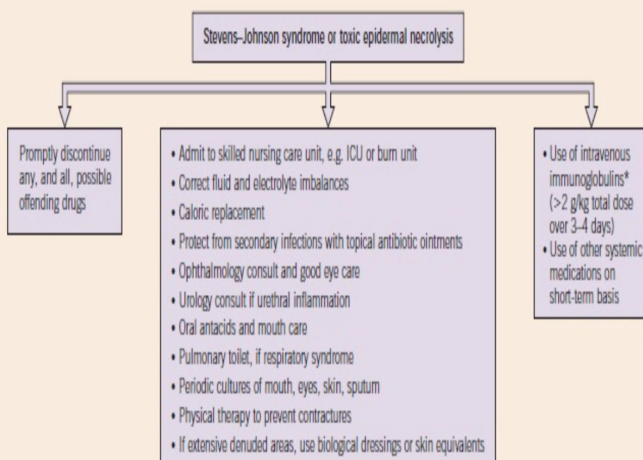 Stevens–Johnson syndrome or toxic epidermal necrolysis
Promptly discontinue
any, and all, possible
offending drugs
• Admit to skilled nursing care unit, e.g. ICU or burn unit
• Correct fluid and electrolyte imbalances
• Caloric replacement
• Protect from secondary infections with topical antibiotic ointments
• Ophthalmology consult and good eye care
• Urology consult if urethral inflammation
• Oral antacids and mouth care
• Pulmonary toilet, if respiratory syndrome
• Periodic cultures of mouth, eyes, skin, sputum
• Physical therapy to prevent contractures
• If extensive denuded areas, use biological dressings or skin equivalents
• Use of intravenous
immunoglobulins*
(>2 g/kg total dose
over 3–4 days)
• Use of other systemic
medications on
short-term basis